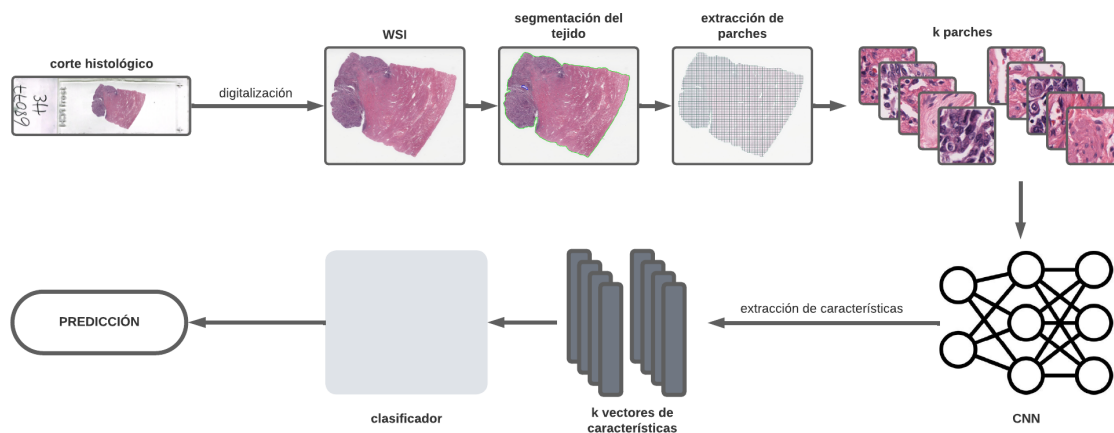 corte histológico
digitalización
WSI
segmentación del
tejido
extracción de
parches
k parches
CNN
extracción de características
k vectores de
características
clasificador
PREDICCIÓN